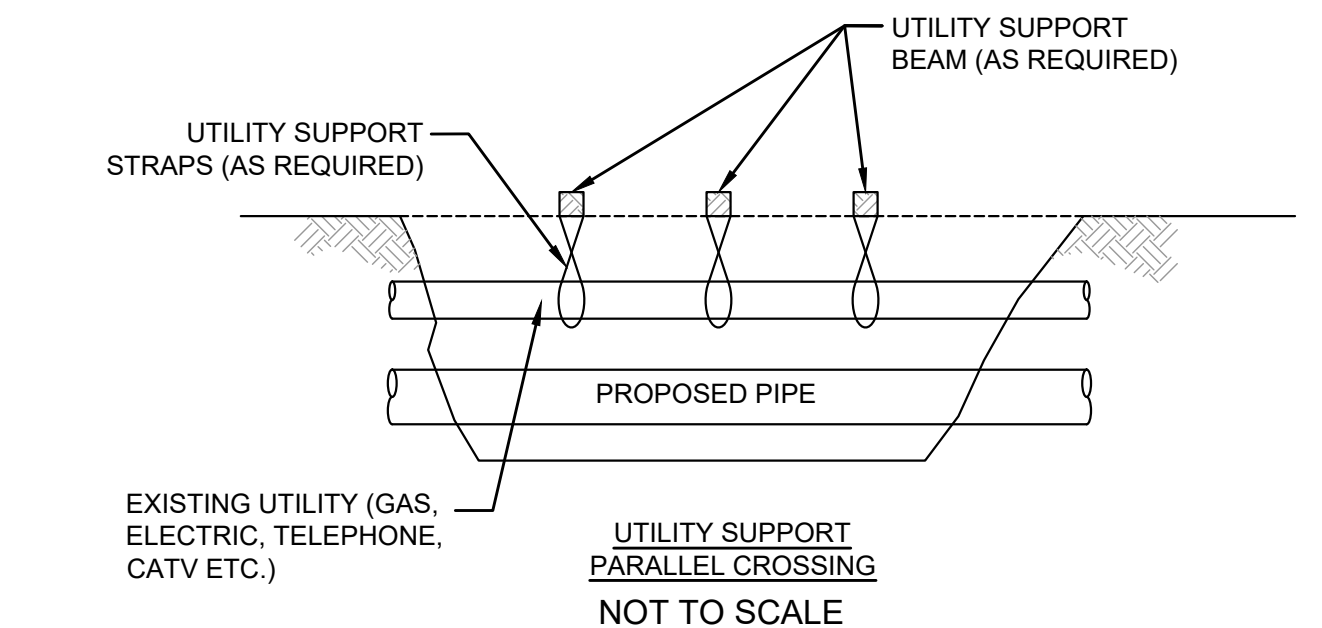 UTILITY SUPPORT
BEAM (AS REQUIRED)
UTILITY SUPPORT
STRAPS (AS REQUIRED)
PROPOSED PIPE
EXISTING UTILITY (GAS,
ELECTRIC, TELEPHONE,
CATV ETC.)
UTILITY SUPPORT
PARALLEL CROSSING
NOT TO SCALE